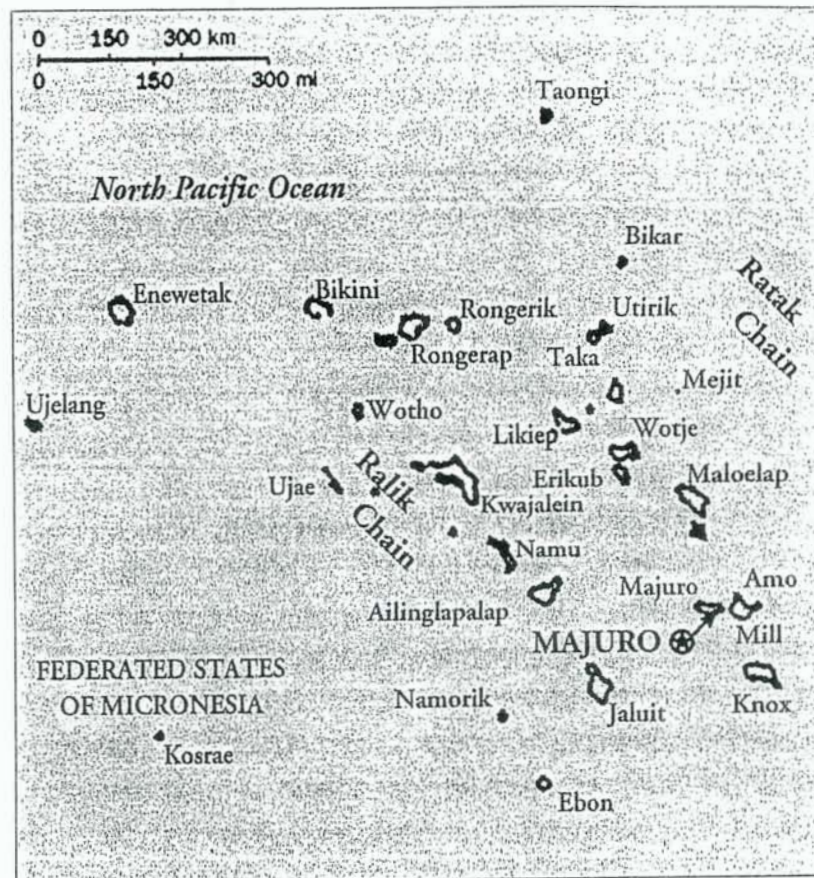 0 150 300 km
0 150 300 mi
Taongi
North Pacific Ocean
Bikar
Ratak
Chain
Enewetak
Bikini
Rongerik
Utirik
Rongerap
Taka
Mejit
Ujelang
Wotho
Likiep
Wotje
Ujae
Ralik
Chain
Kwajalein
Erikub
Maloelap
Namu
Ailinglapalap
Majuro
Amo
MAJURO
Mill
FEDERATED STATES
OF MICRONESIA
Namorik
Jaluit
Knox
Kosrae
Ebon